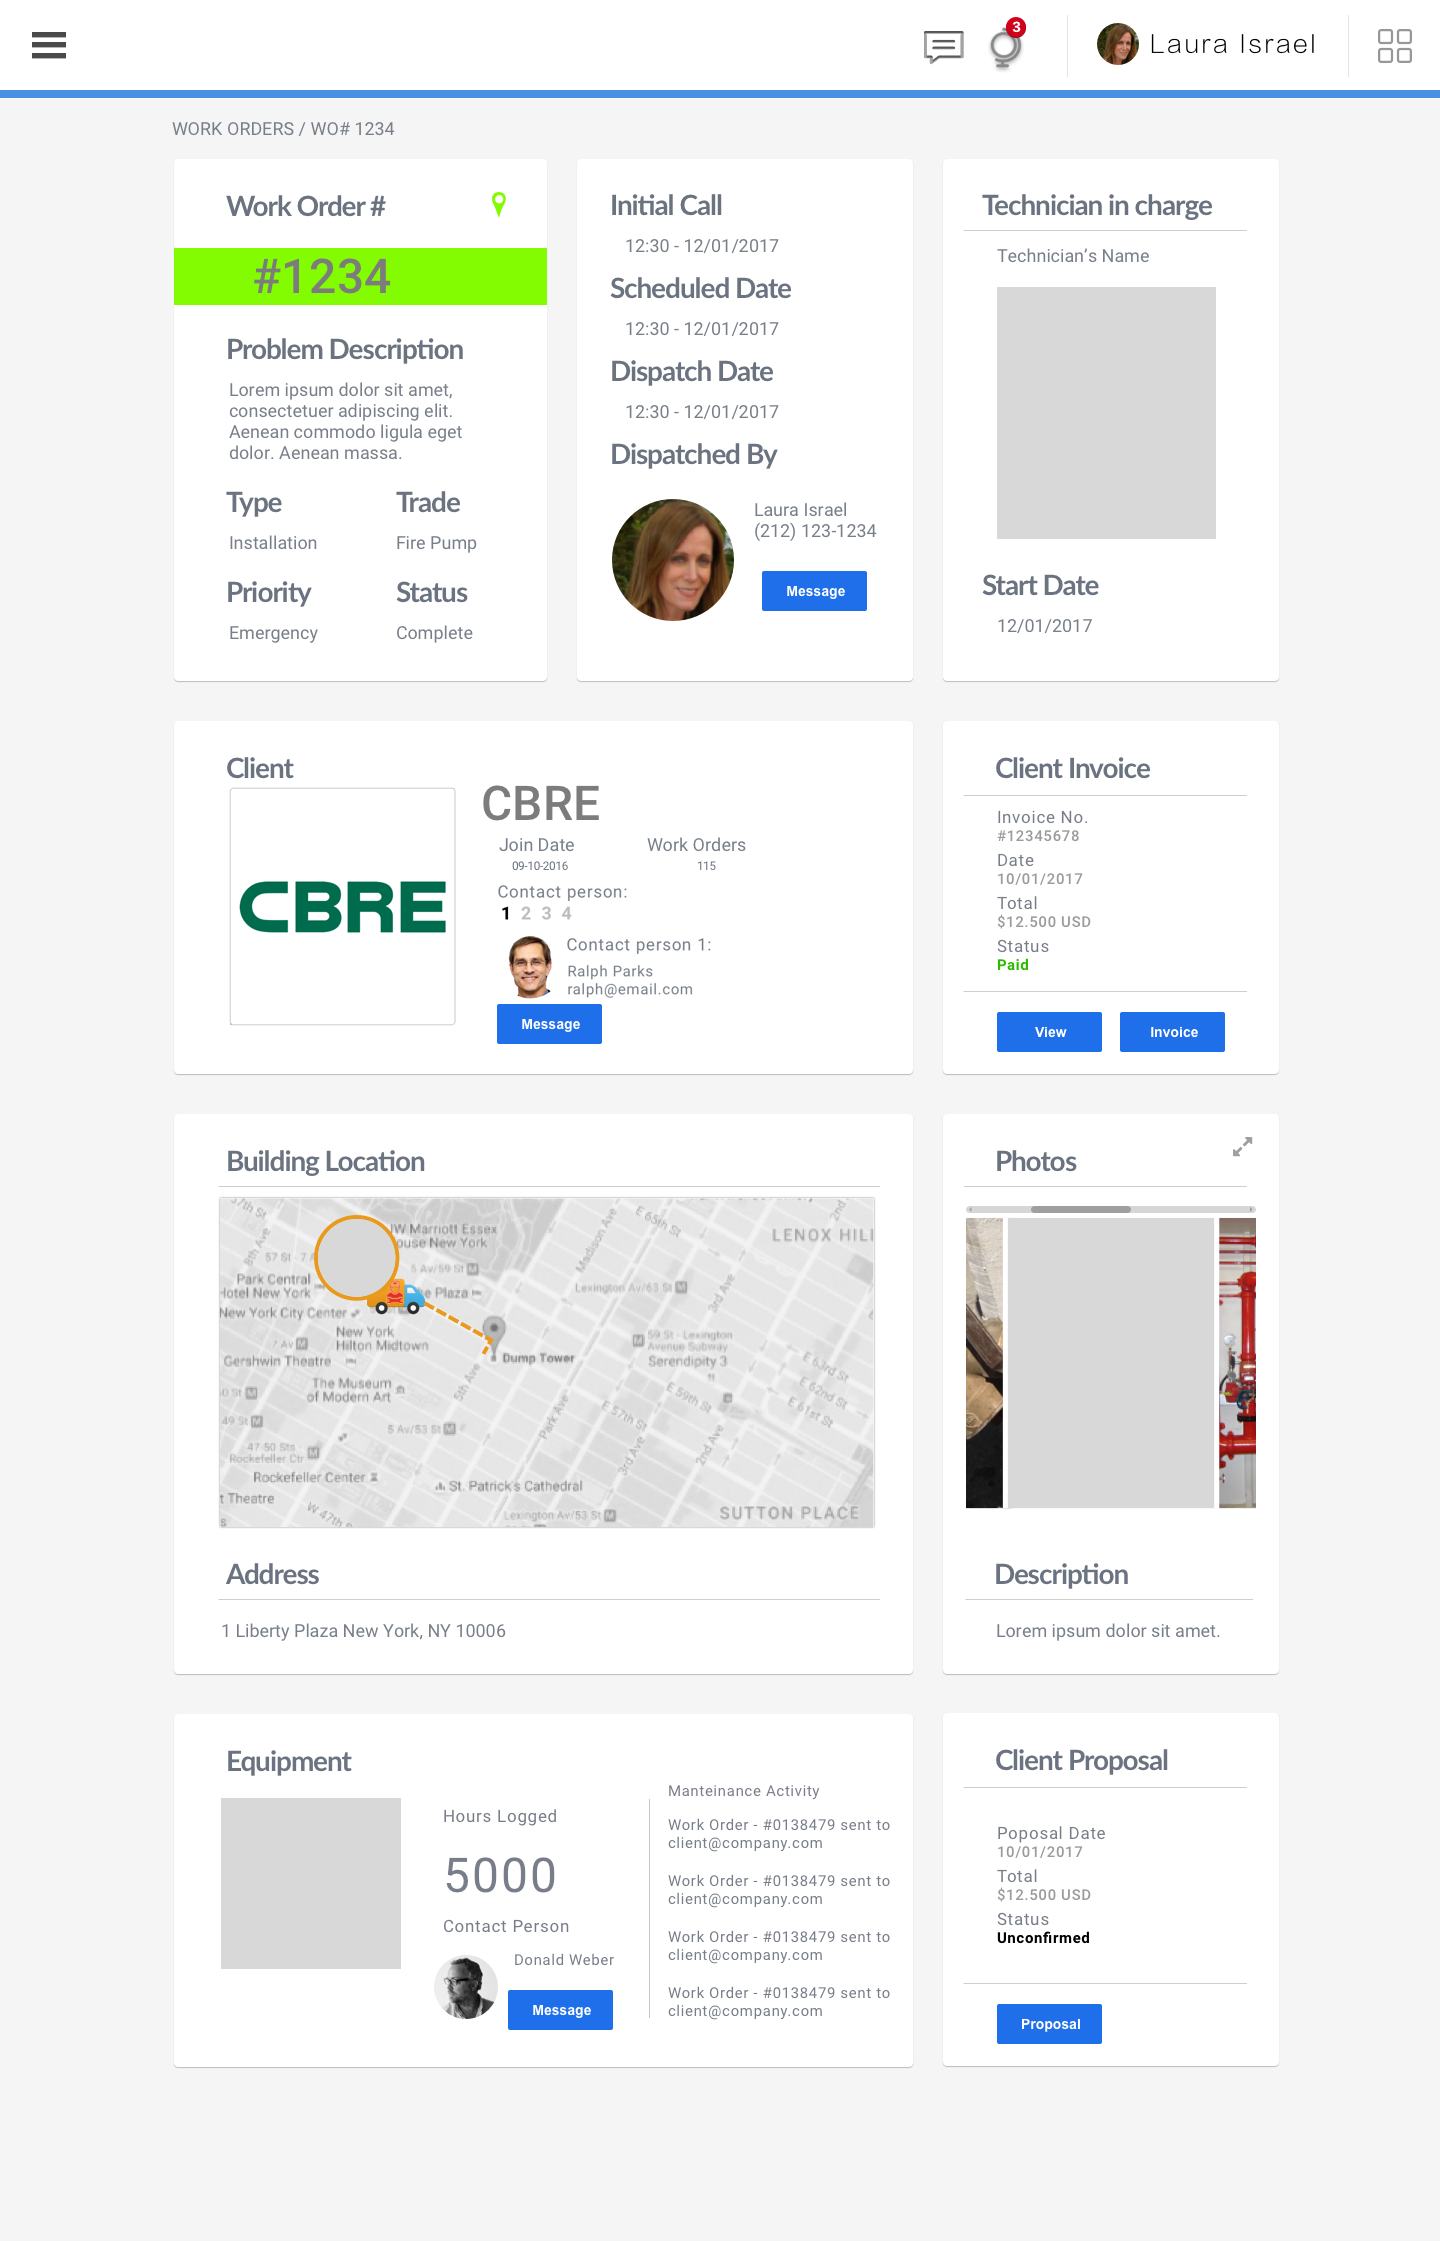 3
Laura Israel
WORK ORDERS / WO# 1234
Work Order #
#1234
Problem Description
Lorem ipsum dolor sit amet,
consectetuer adipiscing elit.
Aenean commodo ligula eget
dolor. Aenean massa.
Type
Trade
Installation
Fire Pump
Priority
Status
Emergency
Complete
Initial Call
12:30 - 12/01/2017
Scheduled Date
12:30 - 12/01/2017
Dispatch Date
12:30 - 12/01/2017
Dispatched By
Laura Israel
(212) 123-1234
Message
Technician in charge
Technician’s Name
Start Date
12/01/2017
Client
CBRE
CBRE
Join Date
Work Orders
09-10-2016
115
Contact person:
1 2 3 4
Contact person 1:
Ralph Parks
ralph@email.com
Message
Client Invoice
Invoice No.
#12345678
Date
10/01/2017
Total
$12.500 USD
Status
Paid
View
Invoice
Building Location
37th St
8th Ave
JW Marriott Essex
ouse New York
Madison Ave
E 65th St
2nd
LENOX HILL
57 St - 7
5 Av/59 St M
Park Central
Hotel New York
Plaza
Lexington Av/63 St M
3rd Ave
New York City Center
New York
Hilton Midtown
7 Av M
Gershwin Theatre
Dump Tower
M 59 St - Lexington
Avenue Subway
Serendipity 3
E 63rd St
The Museum
of Modern Art
5th Ave
E 59th St
E 62nd St
E 61st St
0 St M
49 St M
5 Av/53 St M
Park Ave
E 57th St
47-50 Sts
Rockefeller Ctr M
3rd Ave
2nd Ave
Rockefeller Center
St. Patrick's Cathedral
t Theatre
W 47th
Lexington Av/53 St M
SUTTON PLACE
Address
1 Liberty Plaza New York, NY 10006
Photos
Description
Lorem ipsum dolor sit amet.
Equipment
Hours Logged
5000
Contact Person
Donald Weber
Message
Manteinance Activity
Work Order - #0138479 sent to
client@company.com
Work Order - #0138479 sent to
client@company.com
Work Order - #0138479 sent to
client@company.com
Work Order - #0138479 sent to
client@company.com
Client Proposal
Poposal Date
10/01/2017
Total
$12.500 USD
Status
Unconfirmed
Proposal